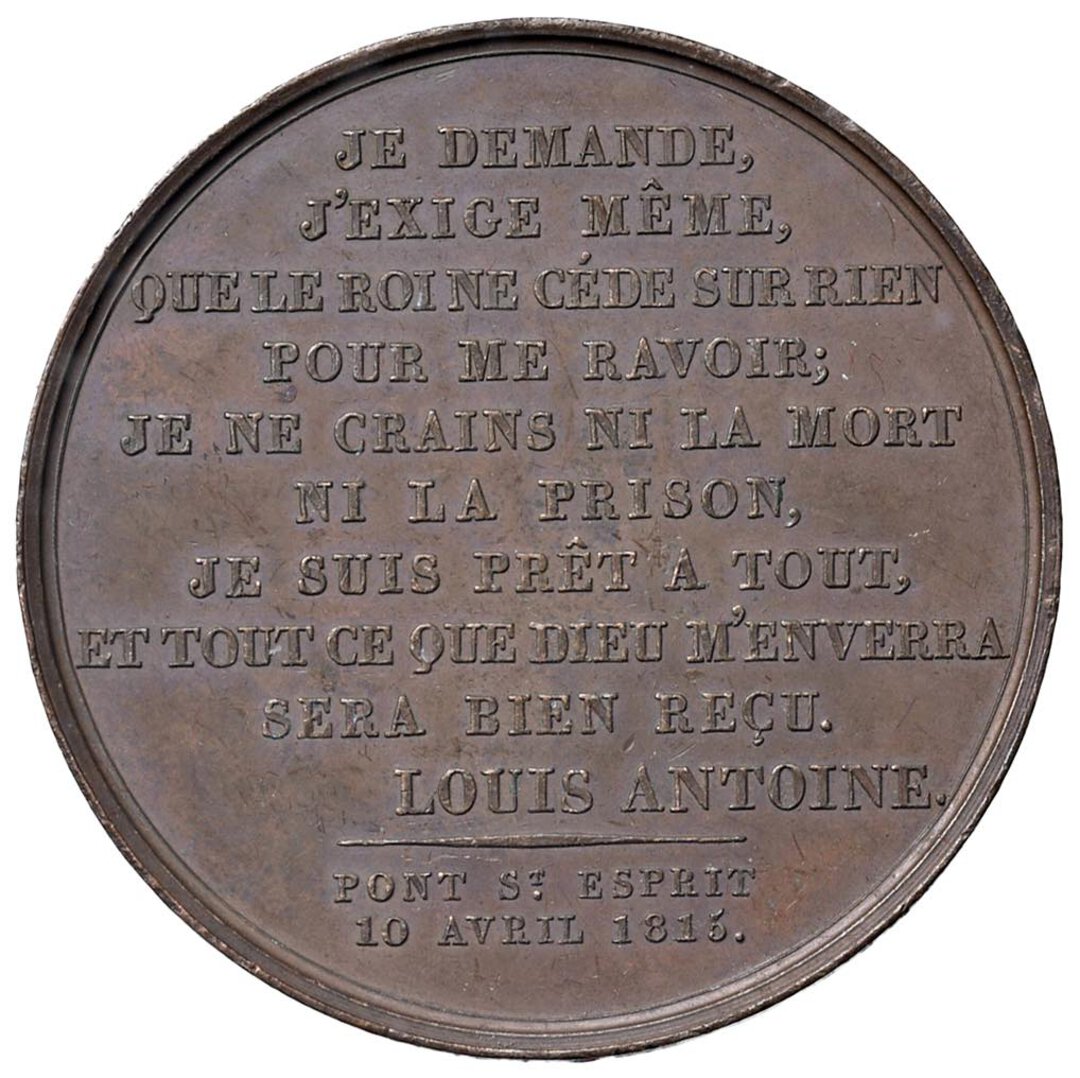 JE DEMANDE,
J'EXIGE MÊME,
QUE LE ROI NE CÉDE SUR RIEN
POUR ME RAVOIR;
JE NE CRAINS NI LA MORT
NI LA PRISON,
JE SUIS PRÊT A TOUT,
ET TOUT CE QUE DIEU M'ENVERRA
SERA BIEN REÇU.
LOUIS ANTOINE.
PONT ST. ESPRIT
10 AVRIL 1815.